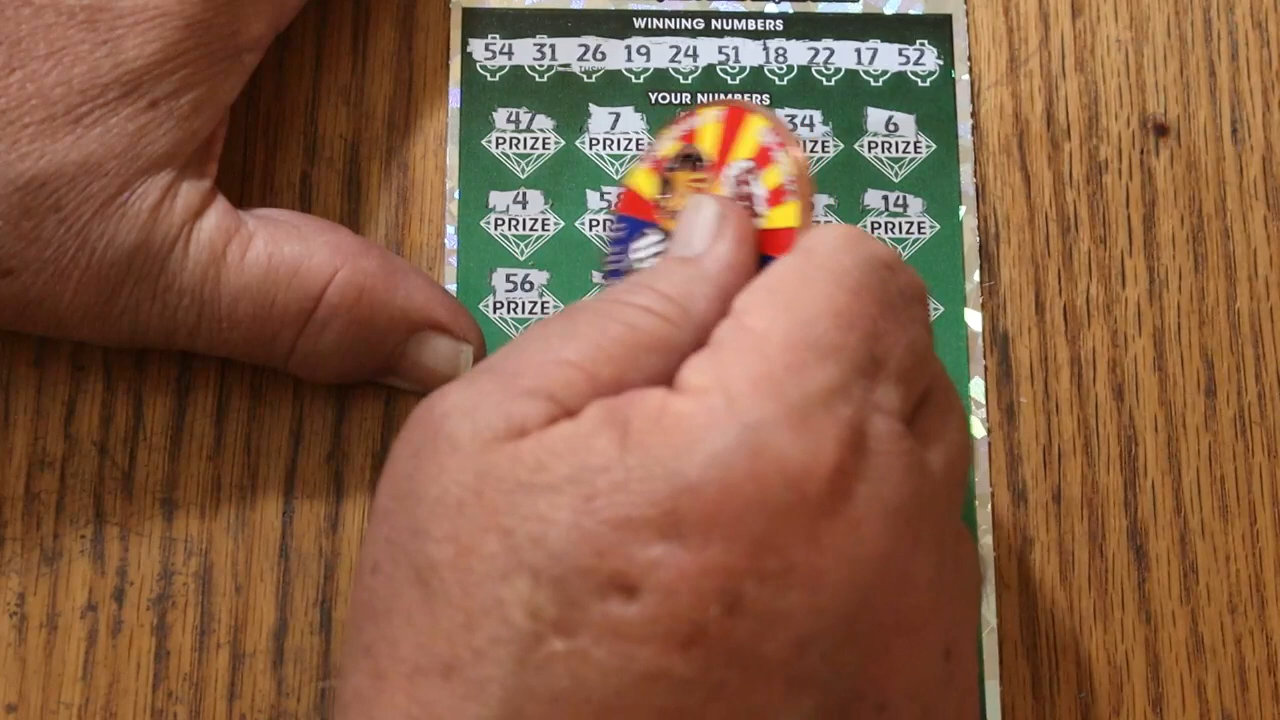 WINNING NUMBERS
54 31 26 19 24 51 18 22 17 52
YOUR NUMBERS
47 7 34 6
PRIZE PRIZE PRIZE
4 14
PRIZE PRIZE
56
PRIZE